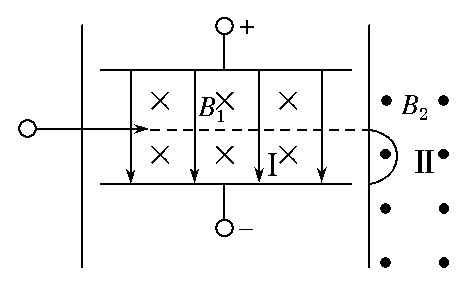 +
B₁
B₂
I
II
−